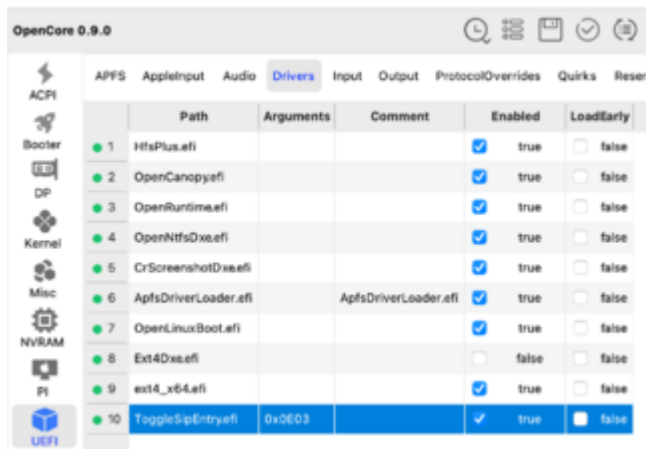 OpenCore 0.9.0
ACPI
Booter
DP
Kernel
Misc
NVRAM
PI
UEFI
APFS AppleInput Audio Drivers Input Output ProtocolOverrides Quirks Reser
Path Arguments Comment Enabled LoadEarly
1 HfsPlus.efi true false
2 OpenCanopy.efi true false
3 OpenRuntime.efi true false
4 OpenNtfsDxe.efi true false
5 CrScreenshotDxe.efi true false
6 ApfsDriverLoader.efi ApfsDriverLoader.efi true false
7 OpenLinuxBoot.efi true false
8 Ext4Dxe.efi false false
9 ext4_x64.efi true false
10 ToggleSipEntry.efi 0x0E03 true false